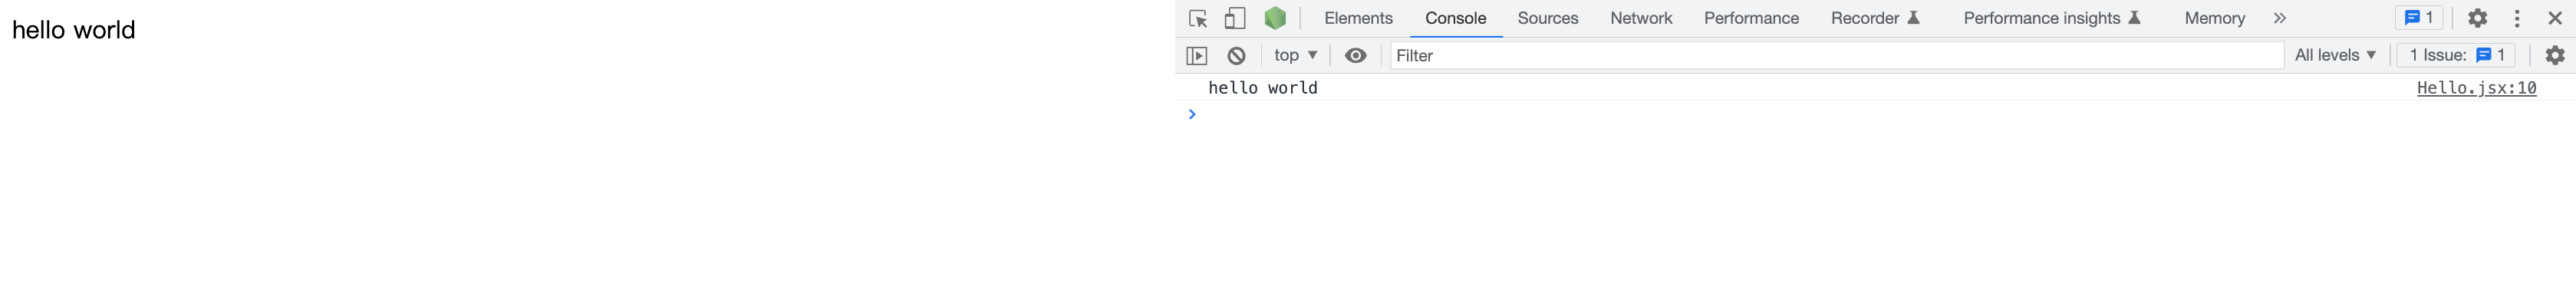 hello world
Elements Console Sources Network Performance Recorder Performance insights Memory 1
top Filter All levels 1 Issue: 1
hello world Hello.jsx:10